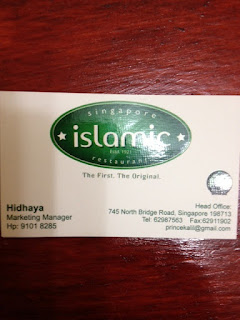 singapore
islamic
Estd 1921
restaurant
The First. The Original.
Hidhaya
Marketing Manager
Hp: 9101 8285
Head Office:
745 North Bridge Road, Singapore 198713
Tel: 62987563 Fax:62911902
princekalil@gmail.com